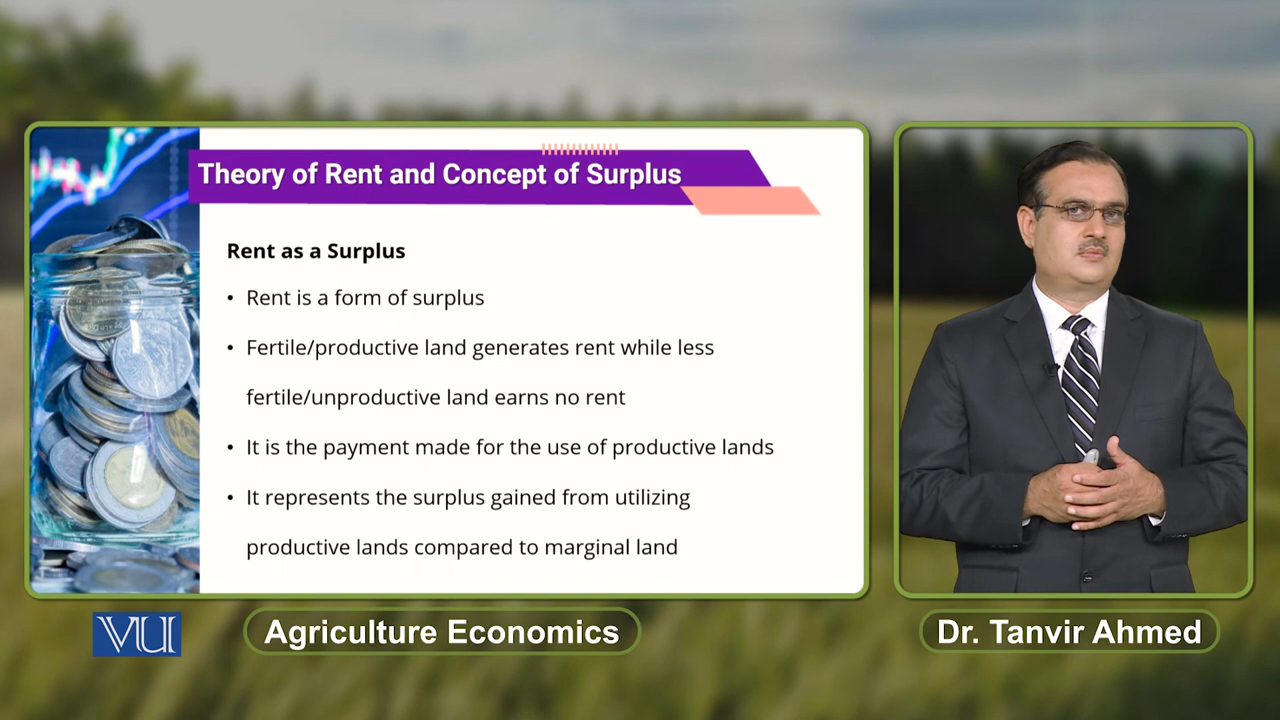 Theory of Rent and Concept of Surplus
Rent as a Surplus
• Rent is a form of surplus
• Fertile/productive land generates rent while less
fertile/unproductive land earns no rent
• It is the payment made for the use of productive lands
• It represents the surplus gained from utilizing
productive lands compared to marginal land
VU
Agriculture Economics
Dr. Tanvir Ahmed